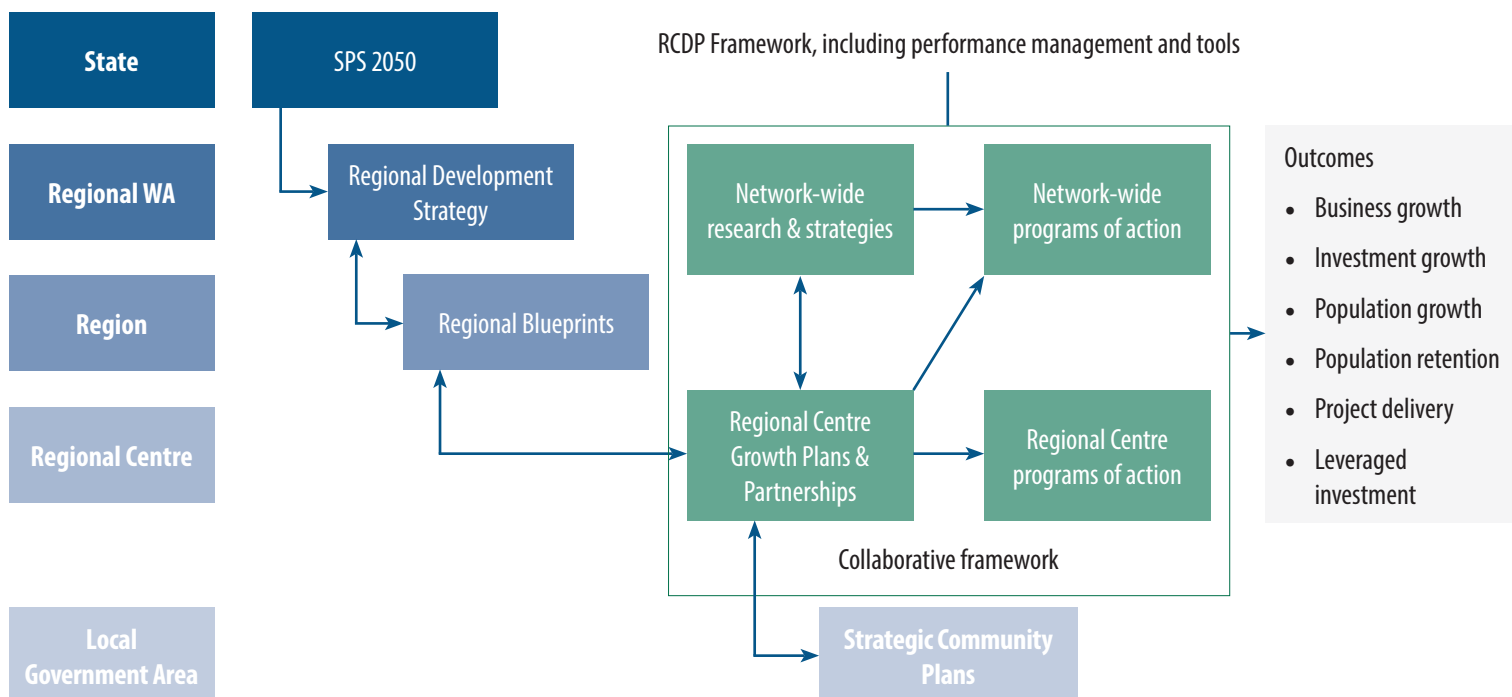 State
SPS 2050
RCDP Framework, including performance management and tools
Regional WA
Regional Development
Strategy
Network-wide
research & strategies
Network-wide
programs of action
Region
Regional Blueprints
Regional Centre
Regional Centre
Growth Plans &
Partnerships
Regional Centre
programs of action
Collaborative framework
Outcomes
• Business growth
• Investment growth
• Population growth
• Population retention
• Project delivery
• Leveraged
investment
Local
Government Area
Strategic Community
Plans